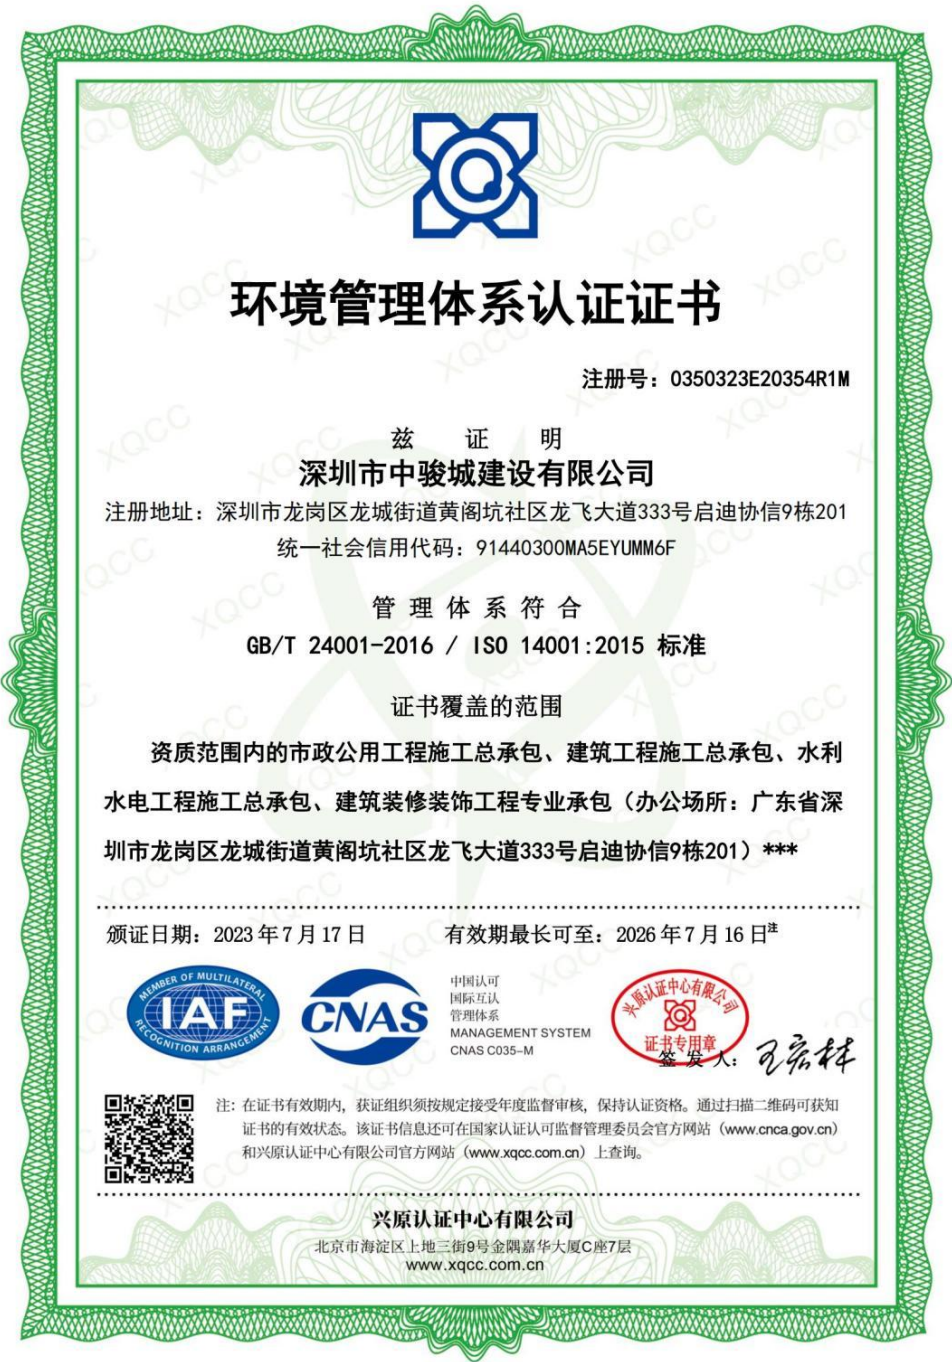 环境管理体系认证证书
注册号：0350323E20354R1M
兹 证 明
深圳市中骏城建设有限公司
注册地址：深圳市龙岗区龙城街道黄阁坑社区龙飞大道333号启迪协信9栋201
统一社会信用代码：91440300MA5EYUMM6F
管理体系符合
GB/T 24001-2016 / ISO 14001:2015 标准
证书覆盖的范围
资质范围内的市政公用工程施工总承包、建筑工程施工总承包、水利
水电工程施工总承包、建筑装修装饰工程专业承包（办公场所：广东省深
圳市龙岗区龙城街道黄阁坑社区龙飞大道333号启迪协信9栋201）***
颁证日期：2023年7月17日 有效期最长可至：2026年7月16日注
MEMBER OF MULTILATERAL
IAF
RECOGNITION ARRANGEMENT
CNAS
中国认可
国际互认
管理体系
MANAGEMENT SYSTEM
CNAS C035-M
兴原认证中心有限公司
证书专用章
签 发 人：
注：在证书有效期内，获证组织须按规定接受年度监督审核，保持认证资格。通过扫描二维码可获知
证书的有效状态。该证书信息还可在国家认证认可监督管理委员会官方网站（www.cnca.gov.cn）
和兴原认证中心有限公司官方网站（www.xqcc.com.cn）上查询。
兴原认证中心有限公司
北京市海淀区上地三街9号金隅嘉华大厦C座7层
www.xqcc.com.cn